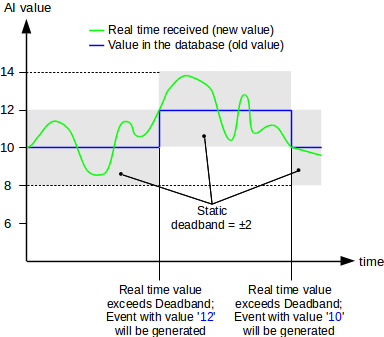 AI value
Real time received (new value)
Value in the database (old value)
14
12
10
8
6
Static
deadband = ±2
time
Real time value
exceeds Deadband;
Event with value '12'
will be generated
Real time value
exceeds Deadband;
Event with value '10'
will be generated